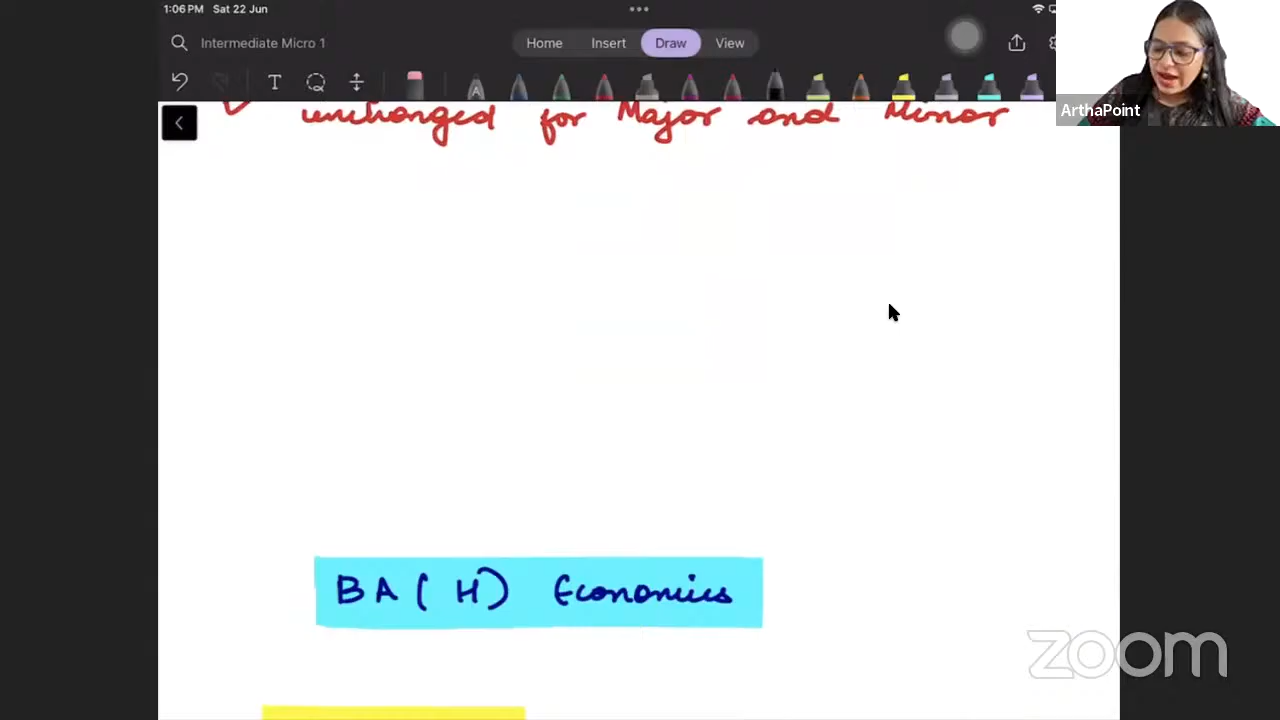 1:06 PM Sat 22 Jun
Intermediate Micro 1
Home Insert Draw View
T
A
ArthaPoint
unchanged for Major and Minor
BA (H) Economics
zoom